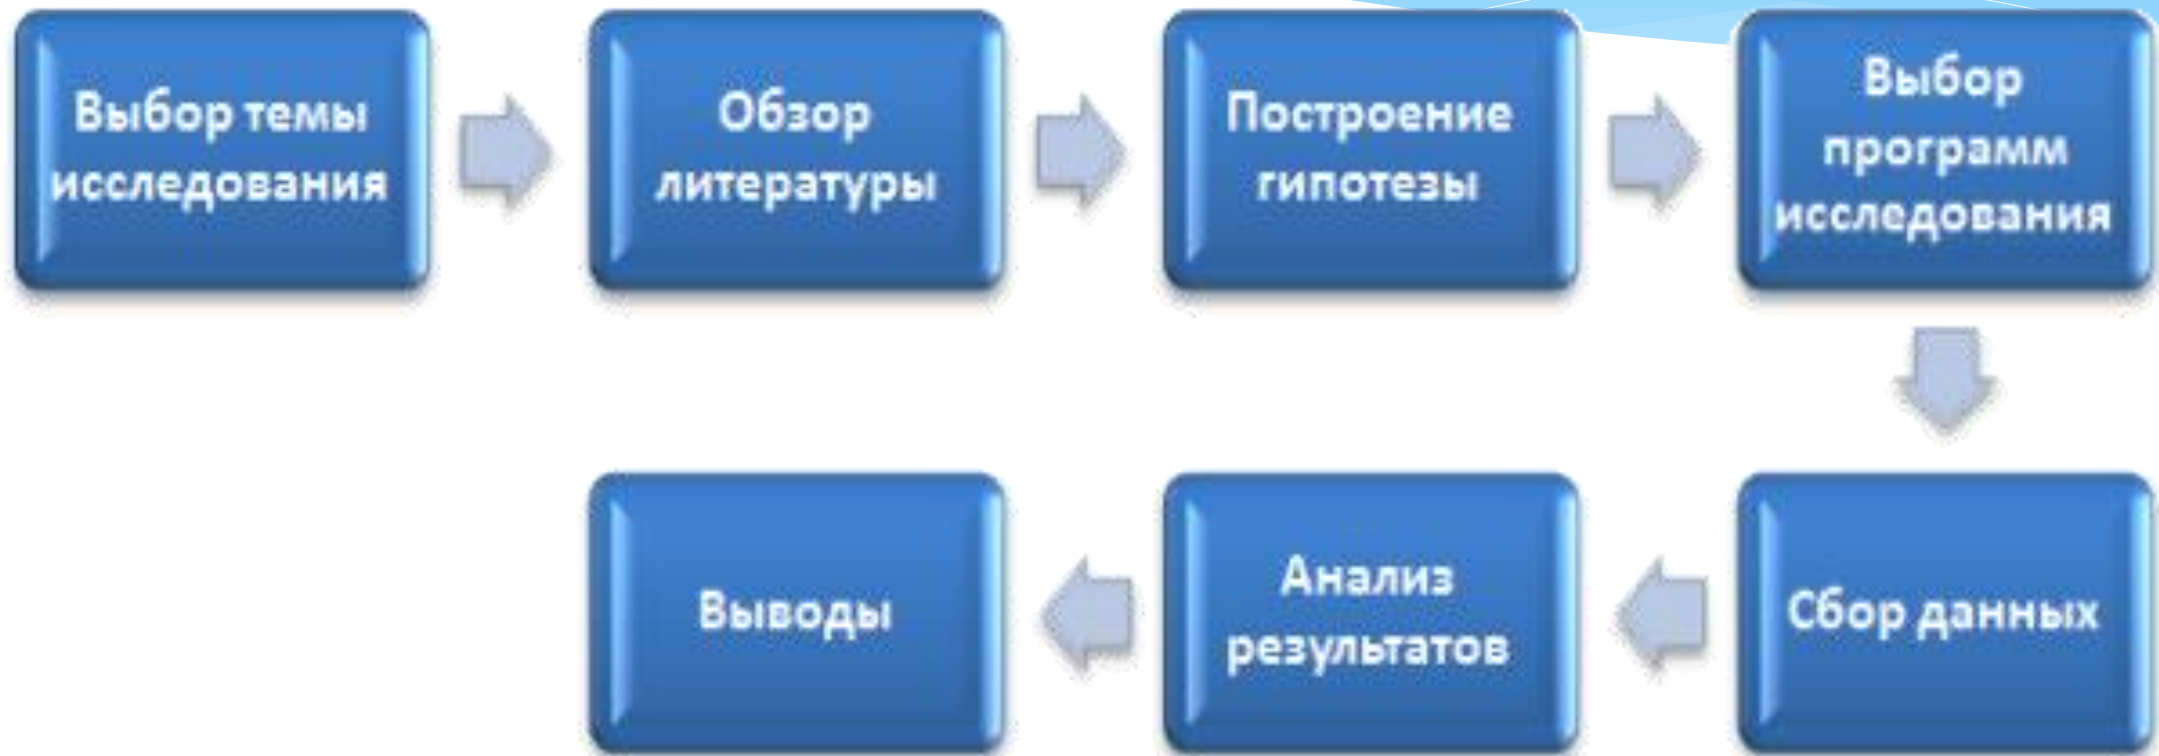 Выбор темы
исследования
Обзор
литературы
Построение
гипотезы
Выбор
программ
исследования
Сбор данных
Анализ
результатов
Выводы